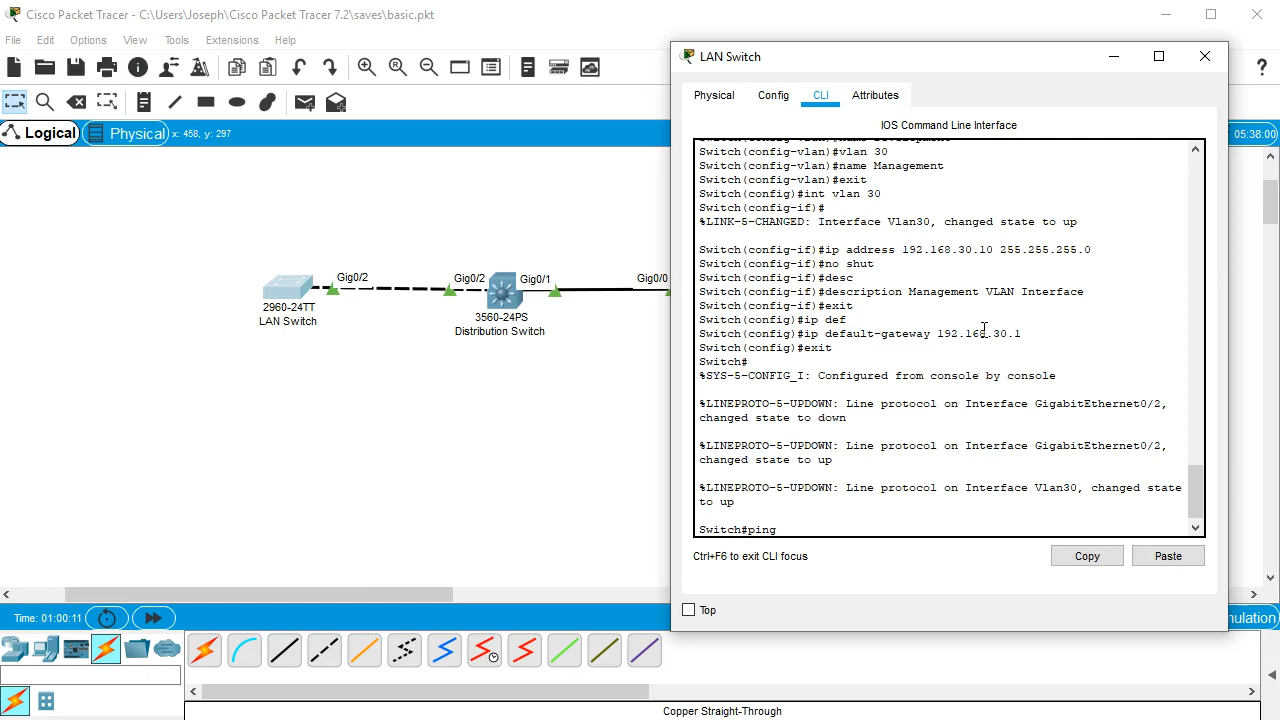 Cisco Packet Tracer - C:\Users\Joseph\Cisco Packet Tracer 7.2\saves\basic.pkt
File Edit Options View Tools Extensions Help
Logical Physical x: 458, y: 297
05:38:00
Gig0/2 Gig0/2 Gig0/1 Gig0/0
2960-24TT
LAN Switch
3560-24PS
Distribution Switch
LAN Switch
Physical Config CLI Attributes
IOS Command Line Interface
Switch(config-vlan)#vlan 30
Switch(config-vlan)#name Management
Switch(config-vlan)#exit
Switch(config)#int vlan 30
Switch(config-if)#
%LINK-5-CHANGED: Interface Vlan30, changed state to up
Switch(config-if)#ip address 192.168.30.10 255.255.255.0
Switch(config-if)#no shut
Switch(config-if)#desc
Switch(config-if)#description Management VLAN Interface
Switch(config-if)#exit
Switch(config)#ip def
Switch(config)#ip default-gateway 192.168.30.1
Switch(config)#exit
Switch#
%SYS-5-CONFIG_I: Configured from console by console
%LINEPROTO-5-UPDOWN: Line protocol on Interface GigabitEthernet0/2,
changed state to down
%LINEPROTO-5-UPDOWN: Line protocol on Interface GigabitEthernet0/2,
changed state to up
%LINEPROTO-5-UPDOWN: Line protocol on Interface Vlan30, changed state
to up
Switch#ping
Ctrl+F6 to exit CLI focus
Copy Paste
Top
Time: 01:00:11
Copper Straight-Through